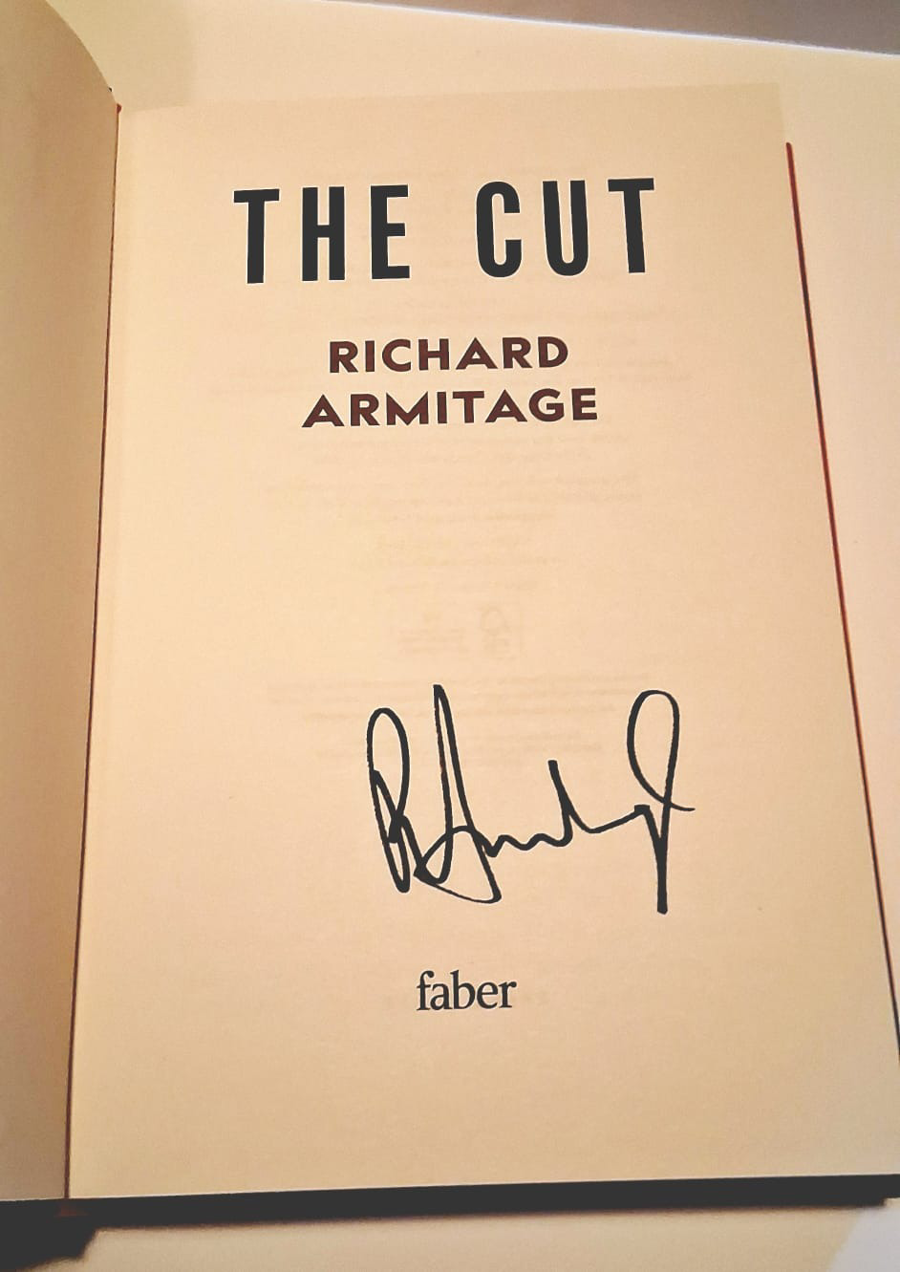 THE CUT
RICHARD
ARMITAGE
faber